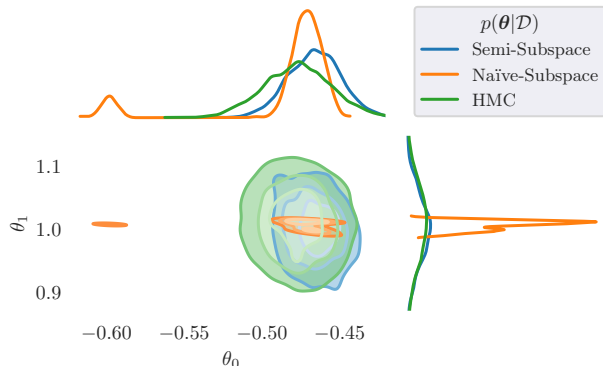 p(θ|𝒟)
Semi-Subspace
Naïve-Subspace
HMC
1.1
1.0
0.9
θ₁
−0.60
−0.55
−0.50
−0.45
θ₀